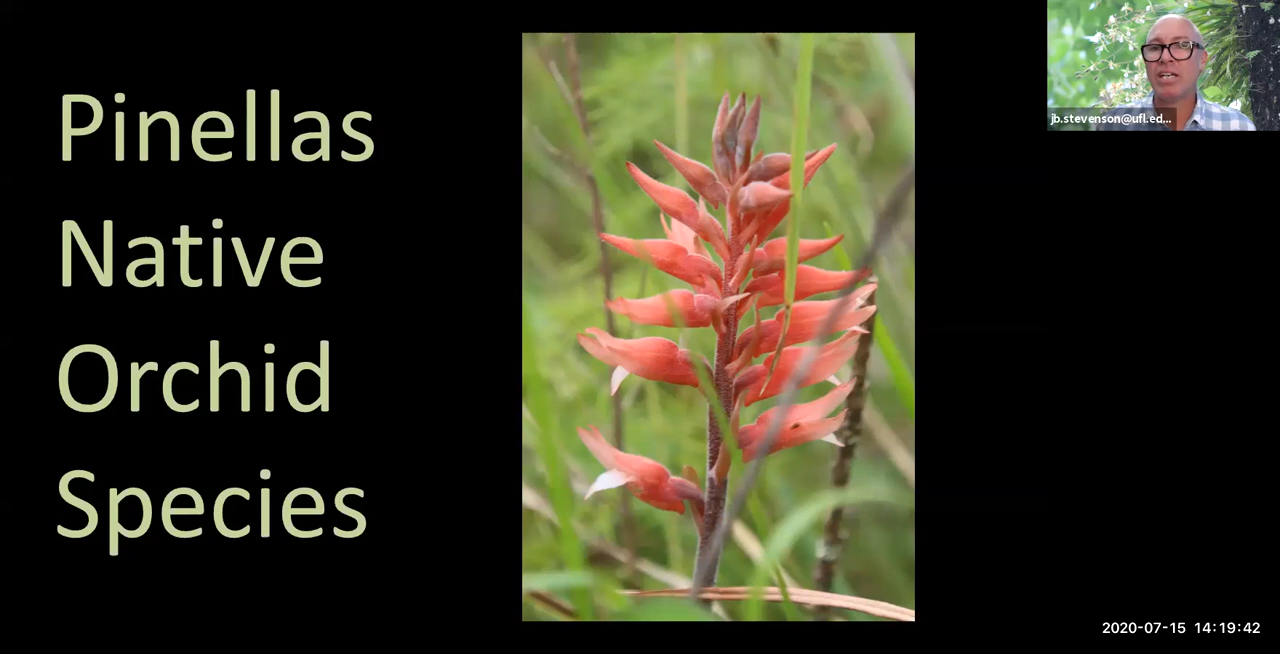 Pinellas
Native
Orchid
Species
jb.stevenson@ufl.ed...
2020-07-15 14:19:42